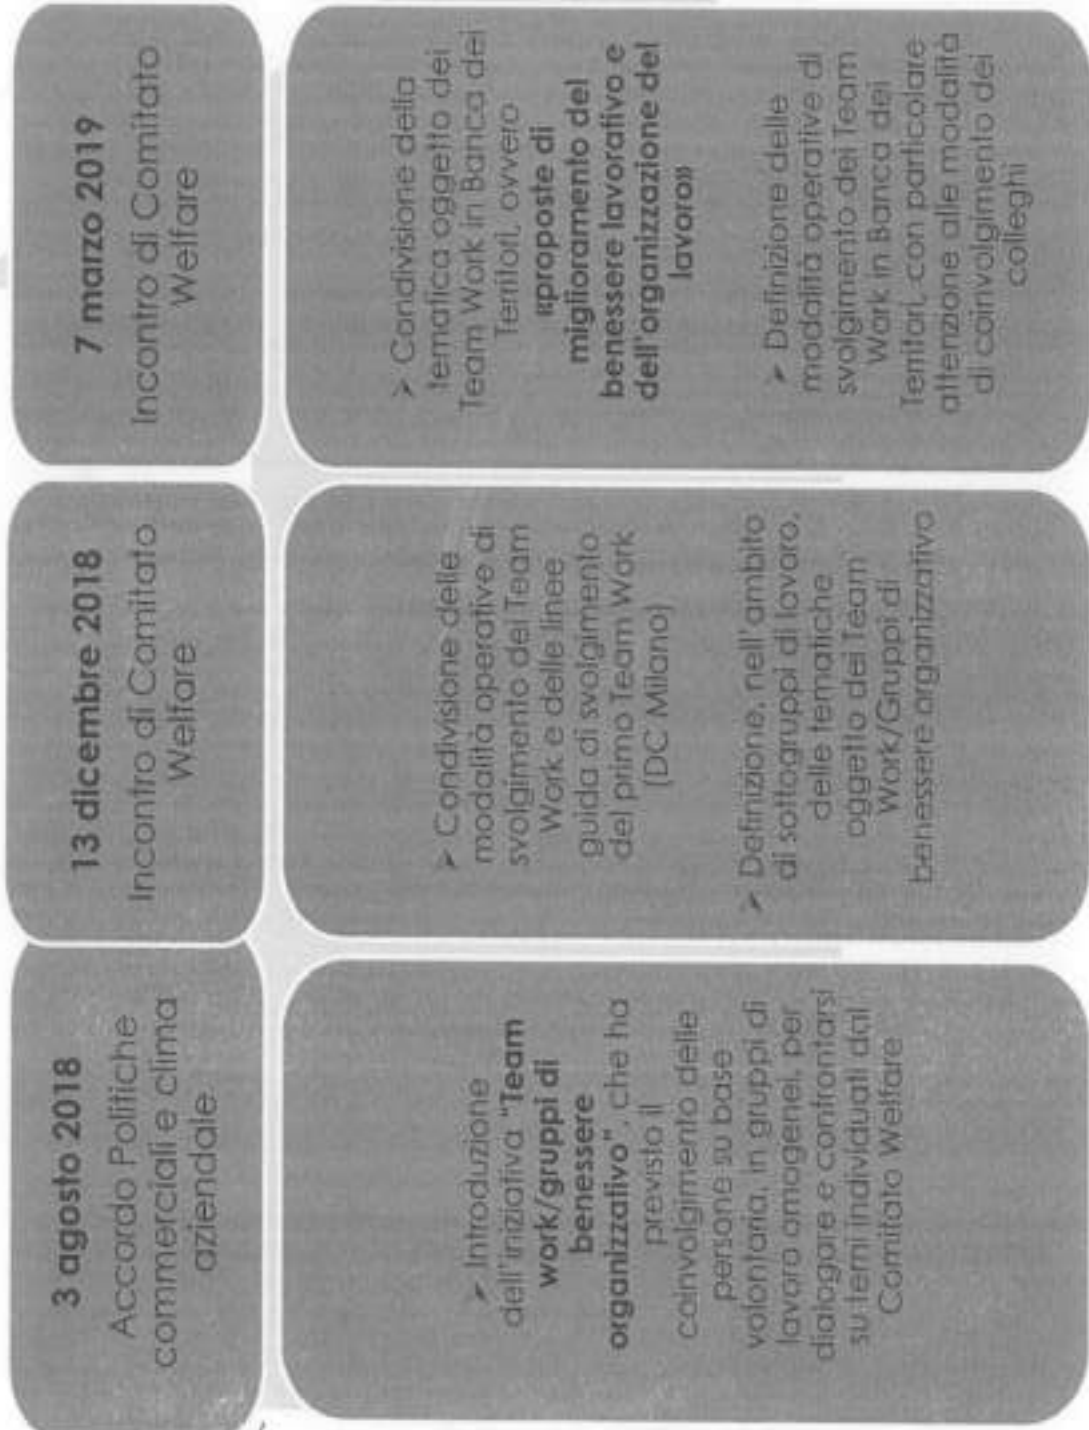 3 agosto 2018
Accordo Politiche
commerciali e clima
aziendale
➢ Introduzione
dell'iniziativa "Team
work/gruppi di
benessere
organizzativo", che ha
previsto il
coinvolgimento delle
persone su base
volontaria, in gruppi di
lavoro omogenei, per
dialogare e confrontarsi
su temi individuati dal
Comitato Welfare
13 dicembre 2018
Incontro di Comitato
Welfare
➢ Condivisione delle
modalità operative di
svolgimento dei Team
Work e delle linee
guida di svolgimento
del primo Team Work
(DC Milano)
➢ Definizione, nell'ambito
di sottogruppi di lavoro,
delle tematiche
oggetto dei Team
Work/Gruppi di
benessere organizzativo
7 marzo 2019
Incontro di Comitato
Welfare
➢ Condivisione della
tematica oggetto dei
Team Work in Banca dei
Territori, ovvero
«proposte di
miglioramento del
benessere lavorativo e
dell'organizzazione del
lavoro»
➢ Definizione delle
modalità operative di
svolgimento dei Team
Work in Banca dei
Territori, con particolare
attenzione alle modalità
di coinvolgimento dei
colleghi